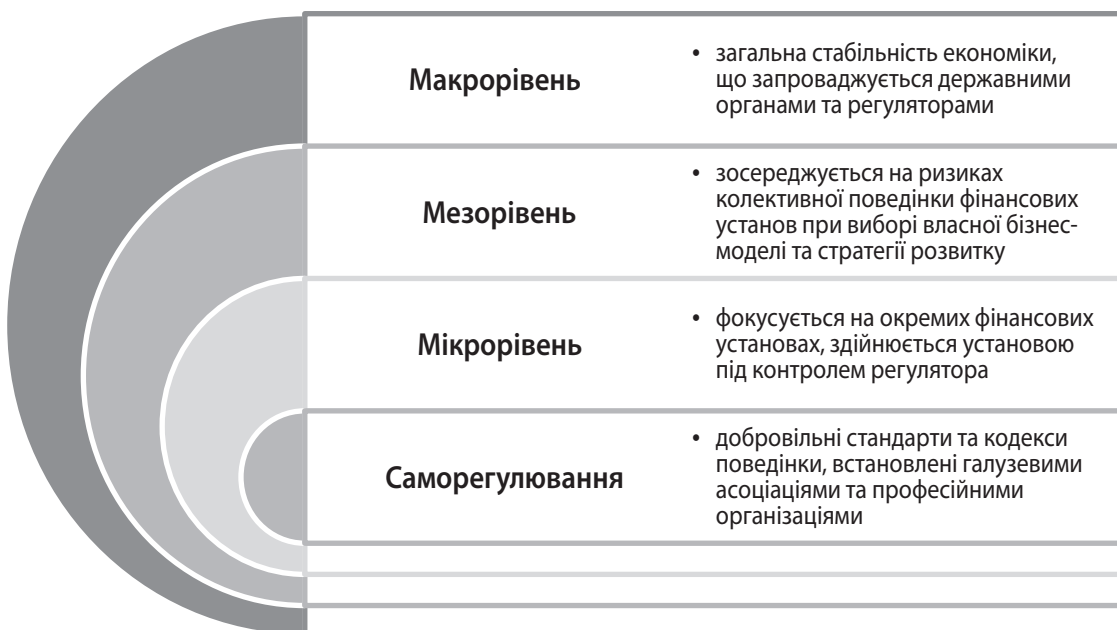 Макрорівень
• загальна стабільність економіки,
що запроваджується державними
органами та регуляторами
Мезорівень
• зосереджується на ризиках
колективної поведінки фінансових
установ при виборі власної бізнес-
моделі та стратегії розвитку
Мікрорівень
• фокусується на окремих фінансових
установах, здійнюється установою
під контролем регулятора
Саморегулювання
• добровільні стандарти та кодекси
поведінки, встановлені галузевими
асоціаціями та професійними
організаціями